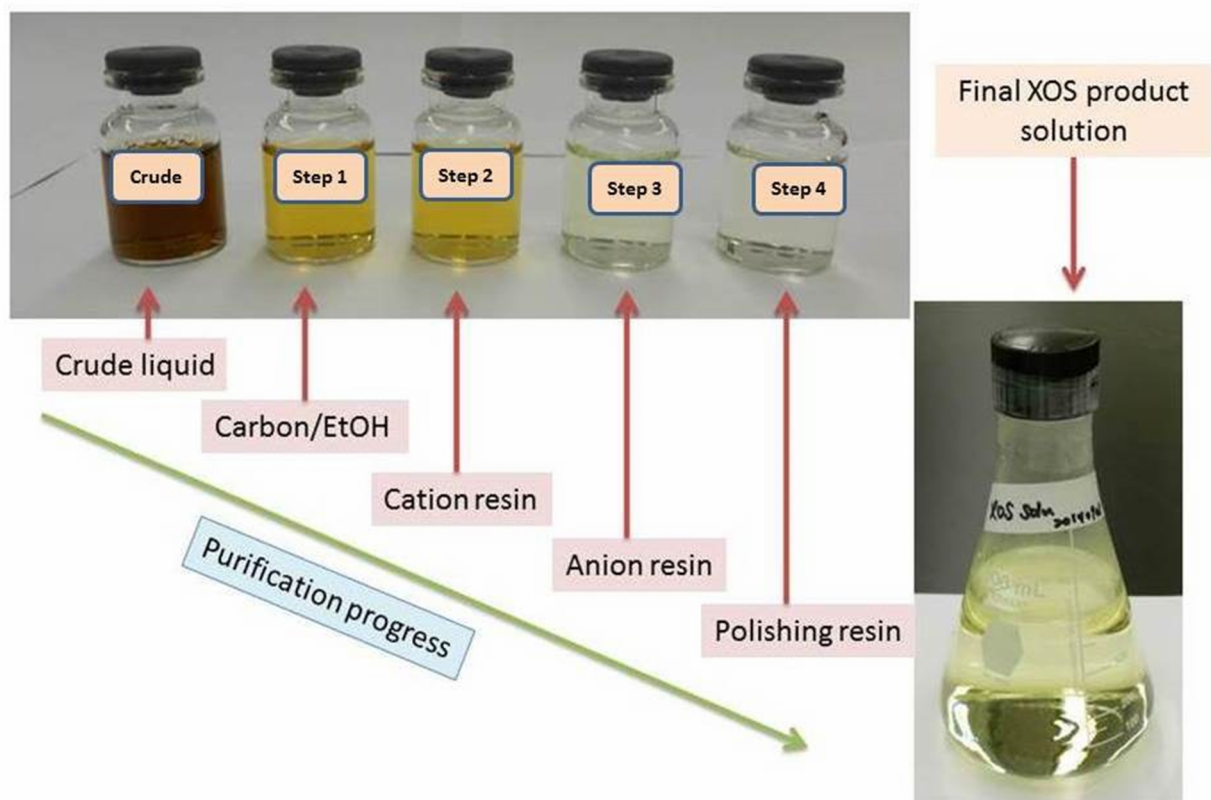 Crude
Step 1
Step 2
Step 3
Step 4
Final XOS product
solution
Crude liquid
Carbon/EtOH
Cation resin
Anion resin
Polishing resin
Purification progress
XOS Soln